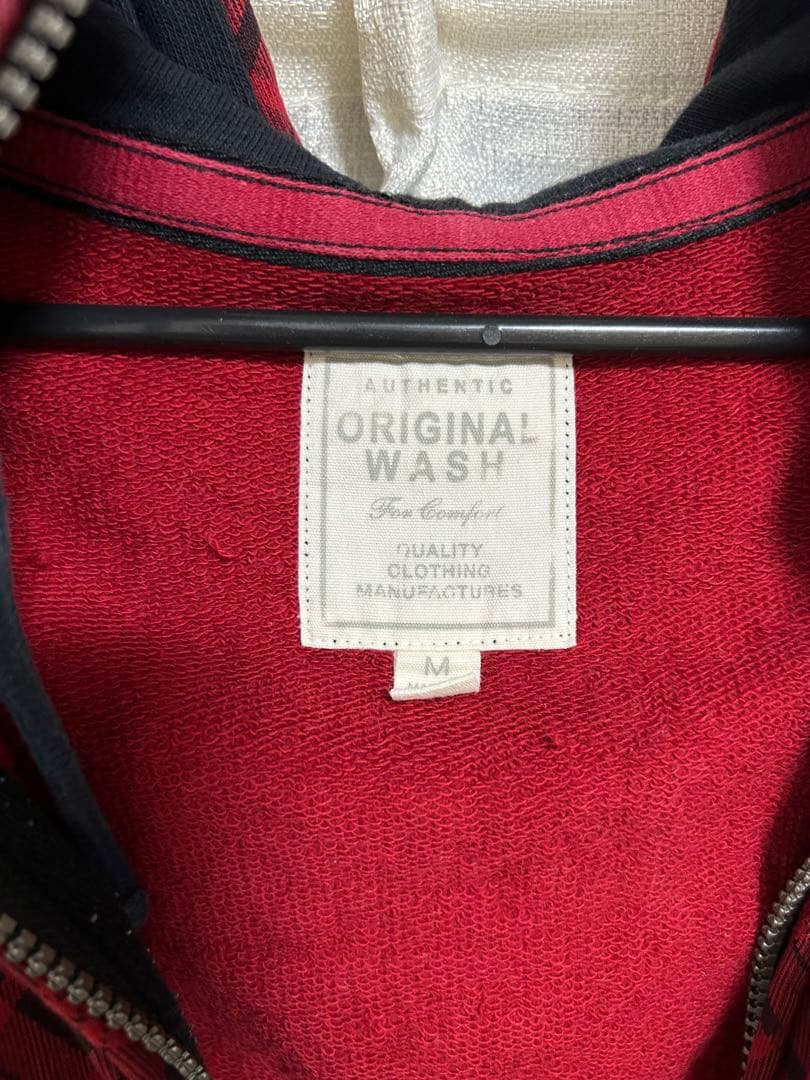 AUTHENTIC
ORIGINAL
WASH
For Comfort
QUALITY
CLOTHING
MANUFACTURES
M